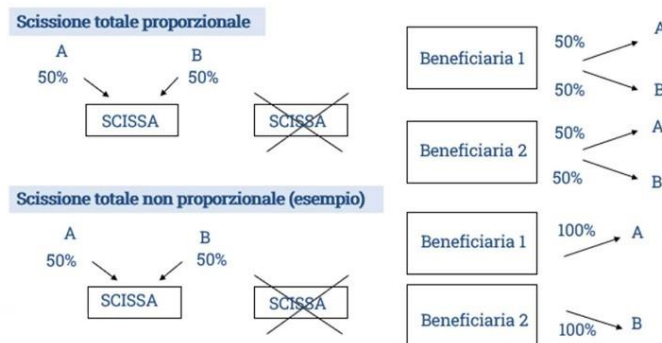 Scissione totale proporzionale
A
B
50%
50%
SCISSA
SCISSA
Beneficiaria 1
50%
A
50%
B
Beneficiaria 2
50%
A
50%
B
Scissione totale non proporzionale (esempio)
A
B
50%
50%
SCISSA
SCISSA
Beneficiaria 1
100%
A
Beneficiaria 2
100%
B